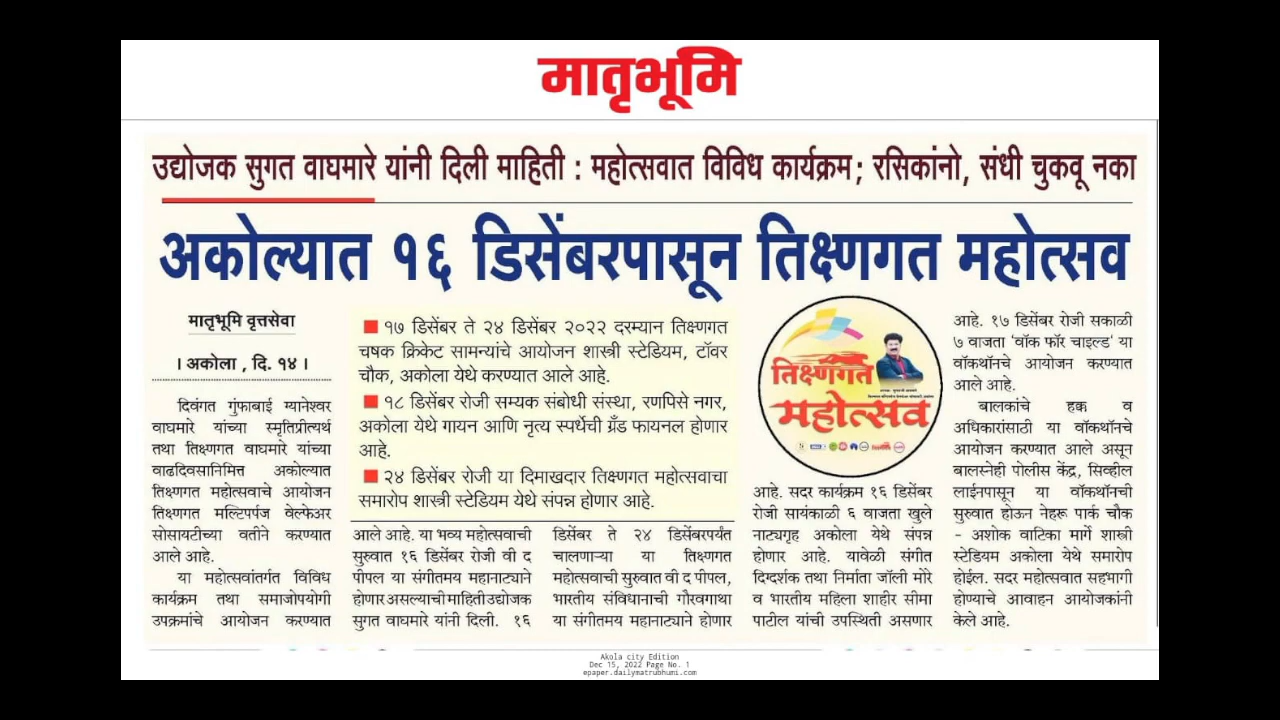 मातृभूमि
उद्योजक सुगत वाघमारे यांनी दिली माहिती : महोत्सवात विविध कार्यक्रम; रसिकांनो, संधी चुकवू नका
अकोल्यात १६ डिसेंबरपासून तिक्ष्णगत महोत्सव
मातृभूमि वृत्तसेवा
। अकोला , दि. १४ ।
दिवंगत गुंफाबाई ग्यानेश्वर
वाघमारे यांच्या स्मृतिप्रीत्यर्थ
तथा तिक्ष्णगत वाघमारे यांच्या
वाढदिवसानिमित्त अकोल्यात
तिक्ष्णगत महोत्सवाचे आयोजन
तिक्ष्णगत मल्टिपर्पज वेल्फेअर
सोसायटीच्या वतीने करण्यात
आले आहे.
या महोत्सवांतर्गत विविध
कार्यक्रम तथा समाजोपयोगी
उपक्रमांचे आयोजन करण्यात
■ १७ डिसेंबर ते २४ डिसेंबर २०२२ दरम्यान तिक्ष्णगत
चषक क्रिकेट सामन्यांचे आयोजन शास्त्री स्टेडियम, टॉवर
चौक, अकोला येथे करण्यात आले आहे.
■ १८ डिसेंबर रोजी सम्यक संबोधी संस्था, रणपिसे नगर,
अकोला येथे गायन आणि नृत्य स्पर्धेची ग्रँड फायनल होणार
आहे.
■ २४ डिसेंबर रोजी या दिमाखदार तिक्ष्णगत महोत्सवाचा
समारोप शास्त्री स्टेडियम येथे संपन्न होणार आहे.
आले आहे. या भव्य महोत्सवाची
सुरुवात १६ डिसेंबर रोजी वी द
पीपल या संगीतमय महानाट्याने
होणार असल्याची माहिती उद्योजक
सुगत वाघमारे यांनी दिली. १६
डिसेंबर ते २४ डिसेंबरपर्यंत
चालणाऱ्या या तिक्ष्णगत
महोत्सवाची सुरुवात वी द पीपल,
भारतीय संविधानाची गौरवगाथा
या संगीतमय महानाट्याने होणार
तिक्ष्णगत
महोत्सव
आहे. सदर कार्यक्रम १६ डिसेंबर
रोजी सायंकाळी ६ वाजता खुले
नाट्यगृह अकोला येथे संपन्न
होणार आहे. यावेळी संगीत
दिग्दर्शक तथा निर्माता जॉली मोरे
व भारतीय महिला शाहीर सीमा
पाटील यांची उपस्थिती असणार
आहे. १७ डिसेंबर रोजी सकाळी
७ वाजता 'वॉक फॉर चाइल्ड' या
वॉकथॉनचे आयोजन करण्यात
आले आहे.
बालकांचे हक्क व
अधिकारांसाठी या वॉकथॉनचे
आयोजन करण्यात आले असून
बालस्नेही पोलीस केंद्र, सिव्हील
लाईनपासून या वॉकथॉनची
सुरुवात होऊन नेहरू पार्क चौक
- अशोक वाटिका मार्गे शास्त्री
स्टेडियम अकोला येथे समारोप
होईल. सदर महोत्सवात सहभागी
होण्याचे आवाहन आयोजकांनी
केले आहे.
Akola city Edition
Dec 15, 2022 Page No. 1
epaper.dailymatrubhumi.com